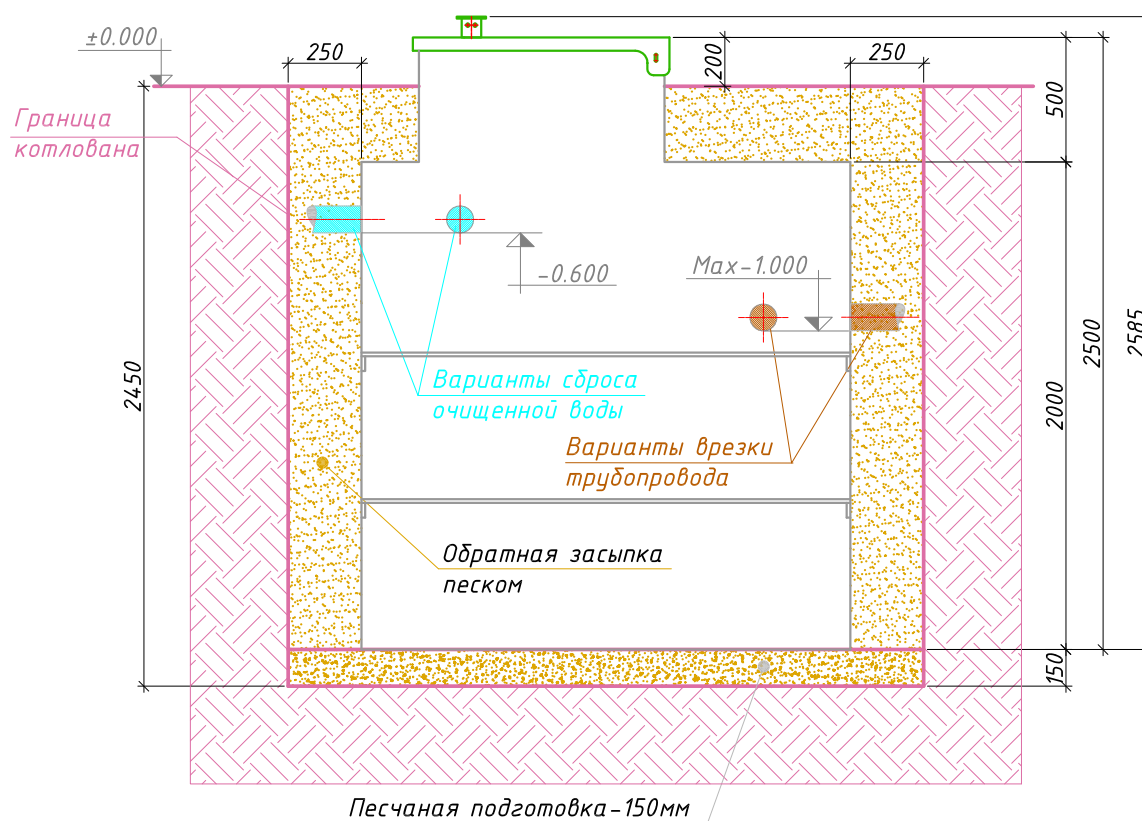 ±0.000
250
200
250
500
Граница
котлована
-0.600
Max-1.000
2585
2500
2450
2000
Варианты сброса
очищенной воды
Варианты врезки
трубопровода
Обратная засыпка
песком
150
Песчаная подготовка-150мм